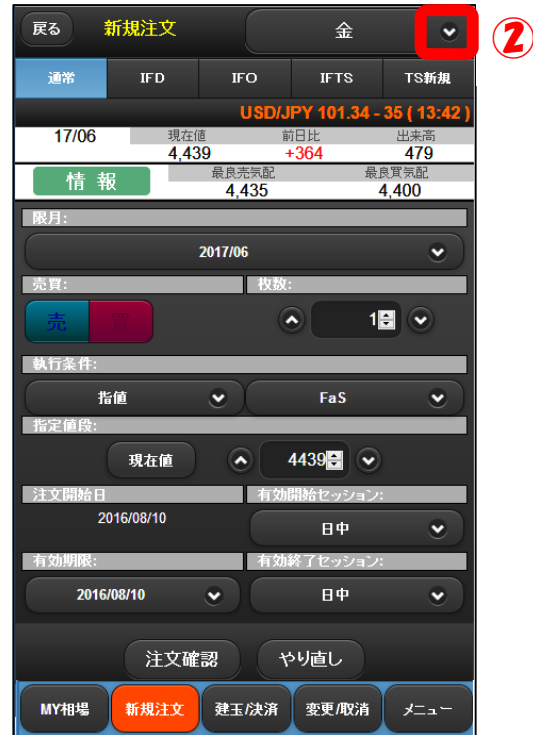 戻る 新規注文 金 ②
通常 IFD IFO IFTS TS新規
USD/JPY 101.34 - 35 ( 13:42 )
17/06 現在値 前日比 出来高
4,439 +364 479
情報 最良売気配 最良買気配
4,435 4,400
限月:
2017/06
売買: 枚数:
売 買 1
執行条件:
指値 FaS
指定値段:
現在値 4439
注文開始日 有効開始セッション:
2016/08/10 日中
有効期限: 有効終了セッション:
2016/08/10 日中
注文確認 やり直し
MY相場 新規注文 建玉/決済 変更/取消 メニュー